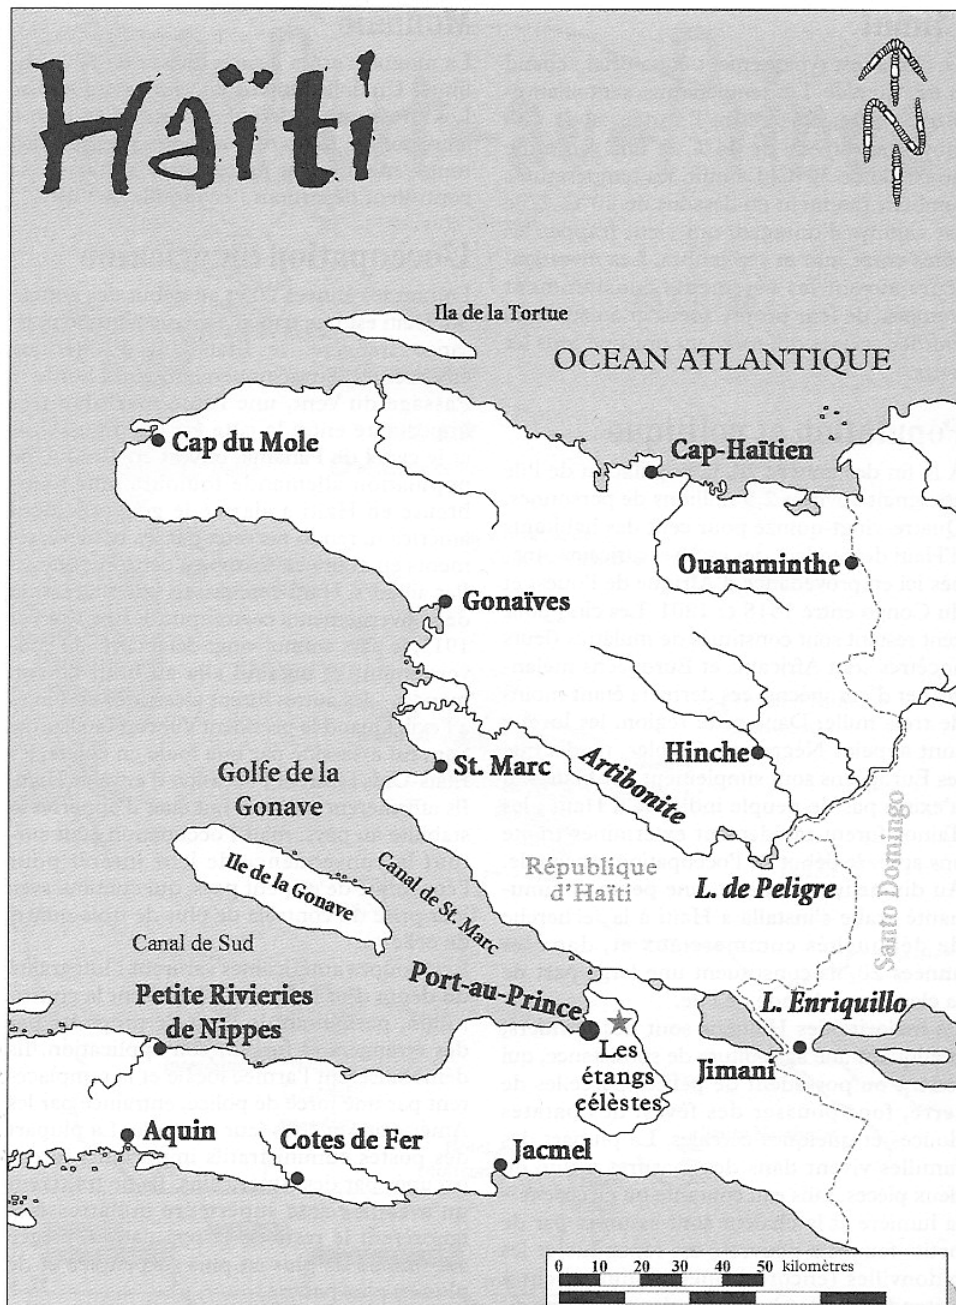 Haïti
N
Ila de la Tortue
OCEAN ATLANTIQUE
Cap du Mole
Cap-Haïtien
Ouanaminthe
Gonaïves
St. Marc
Artibonite
Hinche
Golfe de la
Gonave
République
d'Haïti
L. de Peligre
Santo Domingo
Ile de la Gonave
Canal de St. Marc
Canal de Sud
Port-au-Prince
L. Enriquillo
Petite Rivieries
de Nippes
Les
étangs
célèstes
Jimani
Aquin
Cotes de Fer
Jacmel
0 10 20 30 40 50 kilomètres